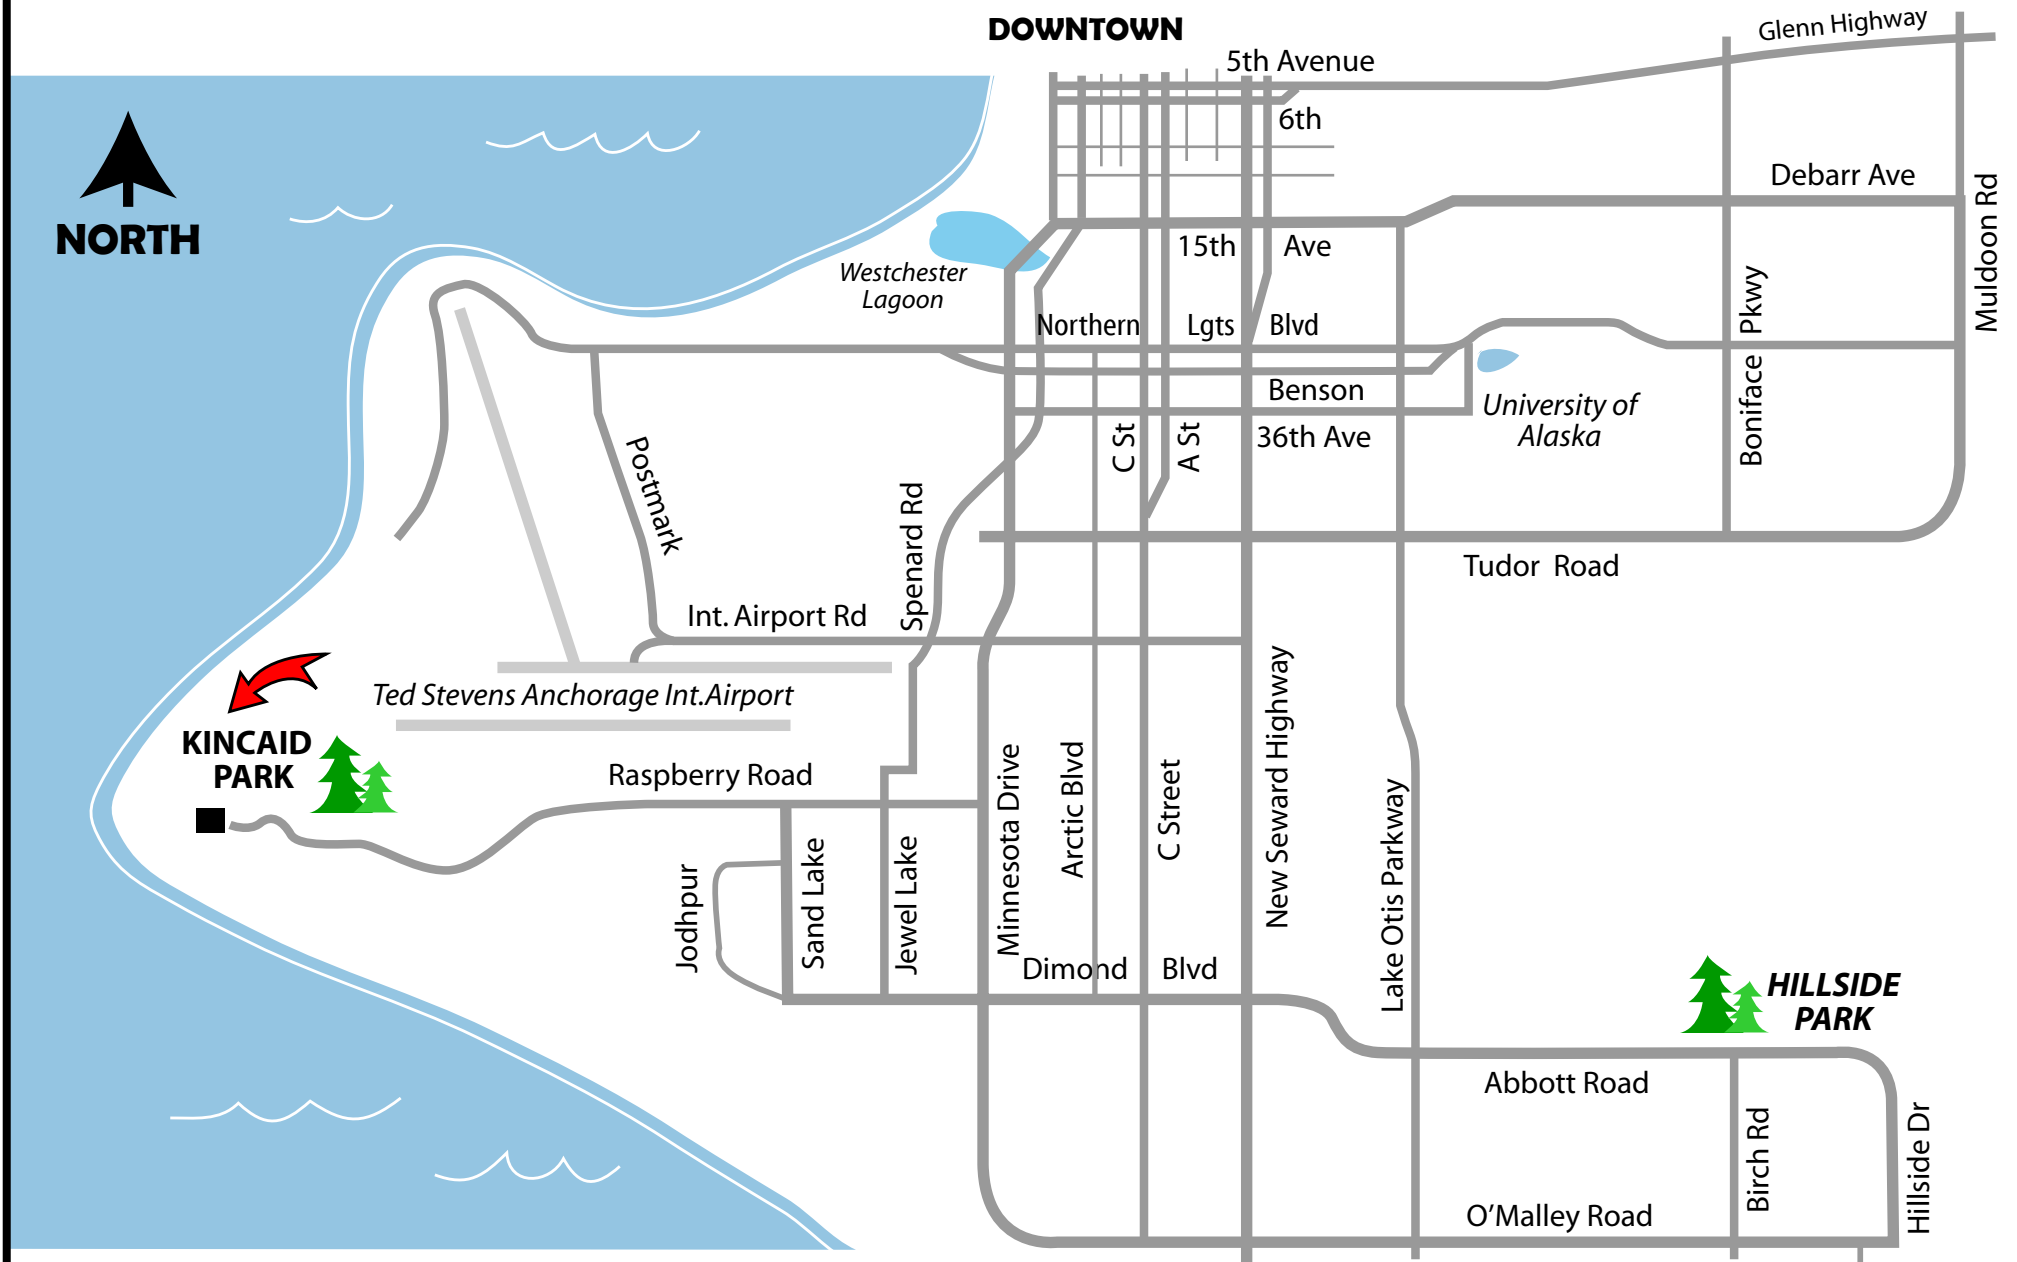 DOWNTOWN
Glenn Highway
5th Avenue
6th
NORTH
Debarr Ave
Muldoon Rd
15th Ave
Westchester
Lagoon
Northern Lgts Blvd
Boniface Pkwy
Benson
University of
Alaska
36th Ave
C St
A St
Postmark
Spenard Rd
Tudor Road
Int. Airport Rd
Ted Stevens Anchorage Int.Airport
KINCAID
PARK
Raspberry Road
New Seward Highway
Minnesota Drive
Arctic Blvd
C Street
Lake Otis Parkway
Jodhpur
Sand Lake
Jewel Lake
Dimond Blvd
HILLSIDE
PARK
Abbott Road
Birch Rd
Hillside Dr
O’Malley Road